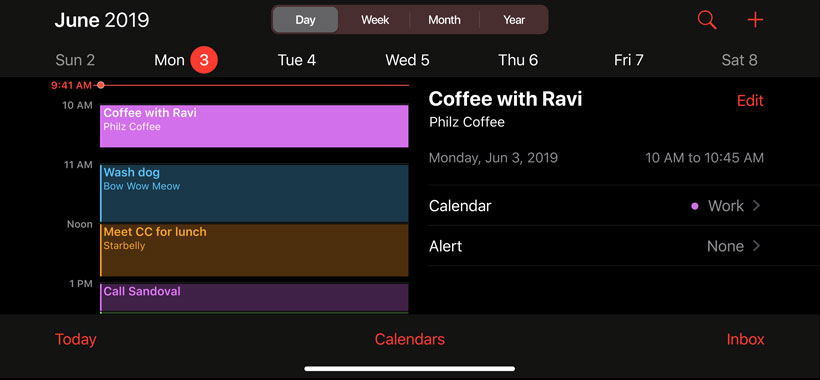 June 2019
Day Week Month Year
Sun 2 Mon 3 Tue 4 Wed 5 Thu 6 Fri 7 Sat 8
9:41 AM
10 AM
Coffee with Ravi
Philz Coffee
11 AM
Wash dog
Bow Wow Meow
Noon
Meet CC for lunch
Starbelly
1 PM
Call Sandoval
Coffee with Ravi
Edit
Philz Coffee
Monday, Jun 3, 2019 10 AM to 10:45 AM
Calendar Work
Alert None
Today Calendars Inbox